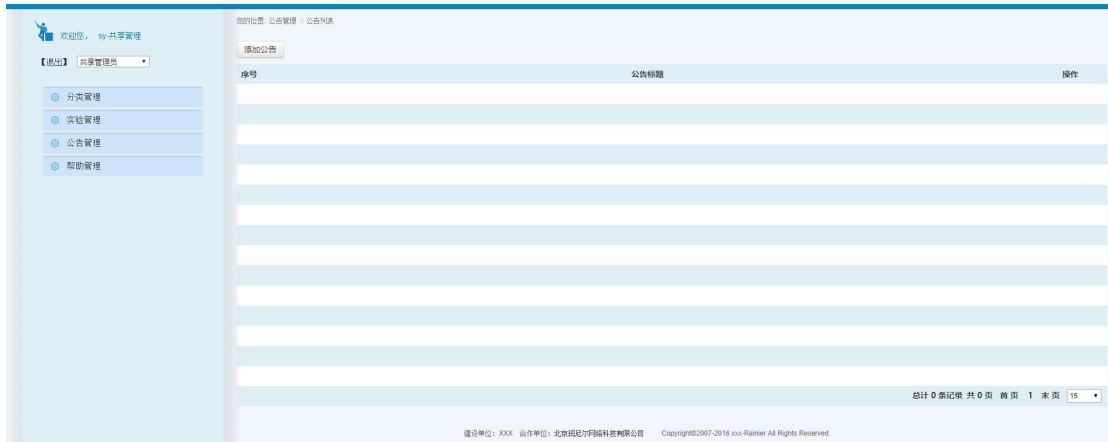 您的位置: 公告管理 > 公告列表
欢迎您， sy-共享管理
【退出】 共享管理员
添加公告
序号 公告标题 操作
分类管理
实验管理
公告管理
帮助管理
总计 0 条记录 共 0 页 首 页 1 末 页 15
建设单位：XXX 合作单位：北京润尼尔网络科技有限公司 Copyright©2007-2016 xxx-Rainier All Rights Reserved.